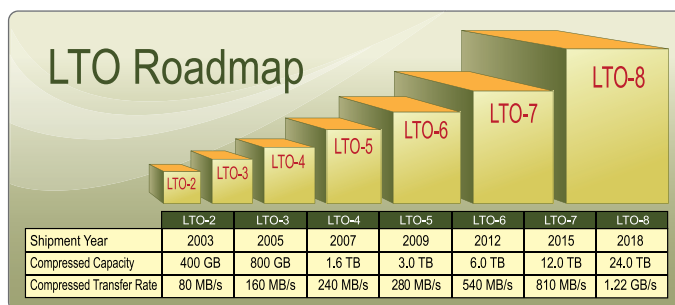 LTO Roadmap
LTO-2
LTO-3
LTO-4
LTO-5
LTO-6
LTO-7
LTO-8
LTO-2 LTO-3 LTO-4 LTO-5 LTO-6 LTO-7 LTO-8
Shipment Year 2003 2005 2007 2009 2012 2015 2018
Compressed Capacity 400 GB 800 GB 1.6 TB 3.0 TB 6.0 TB 12.0 TB 24.0 TB
Compressed Transfer Rate 80 MB/s 160 MB/s 240 MB/s 280 MB/s 540 MB/s 810 MB/s 1.22 GB/s